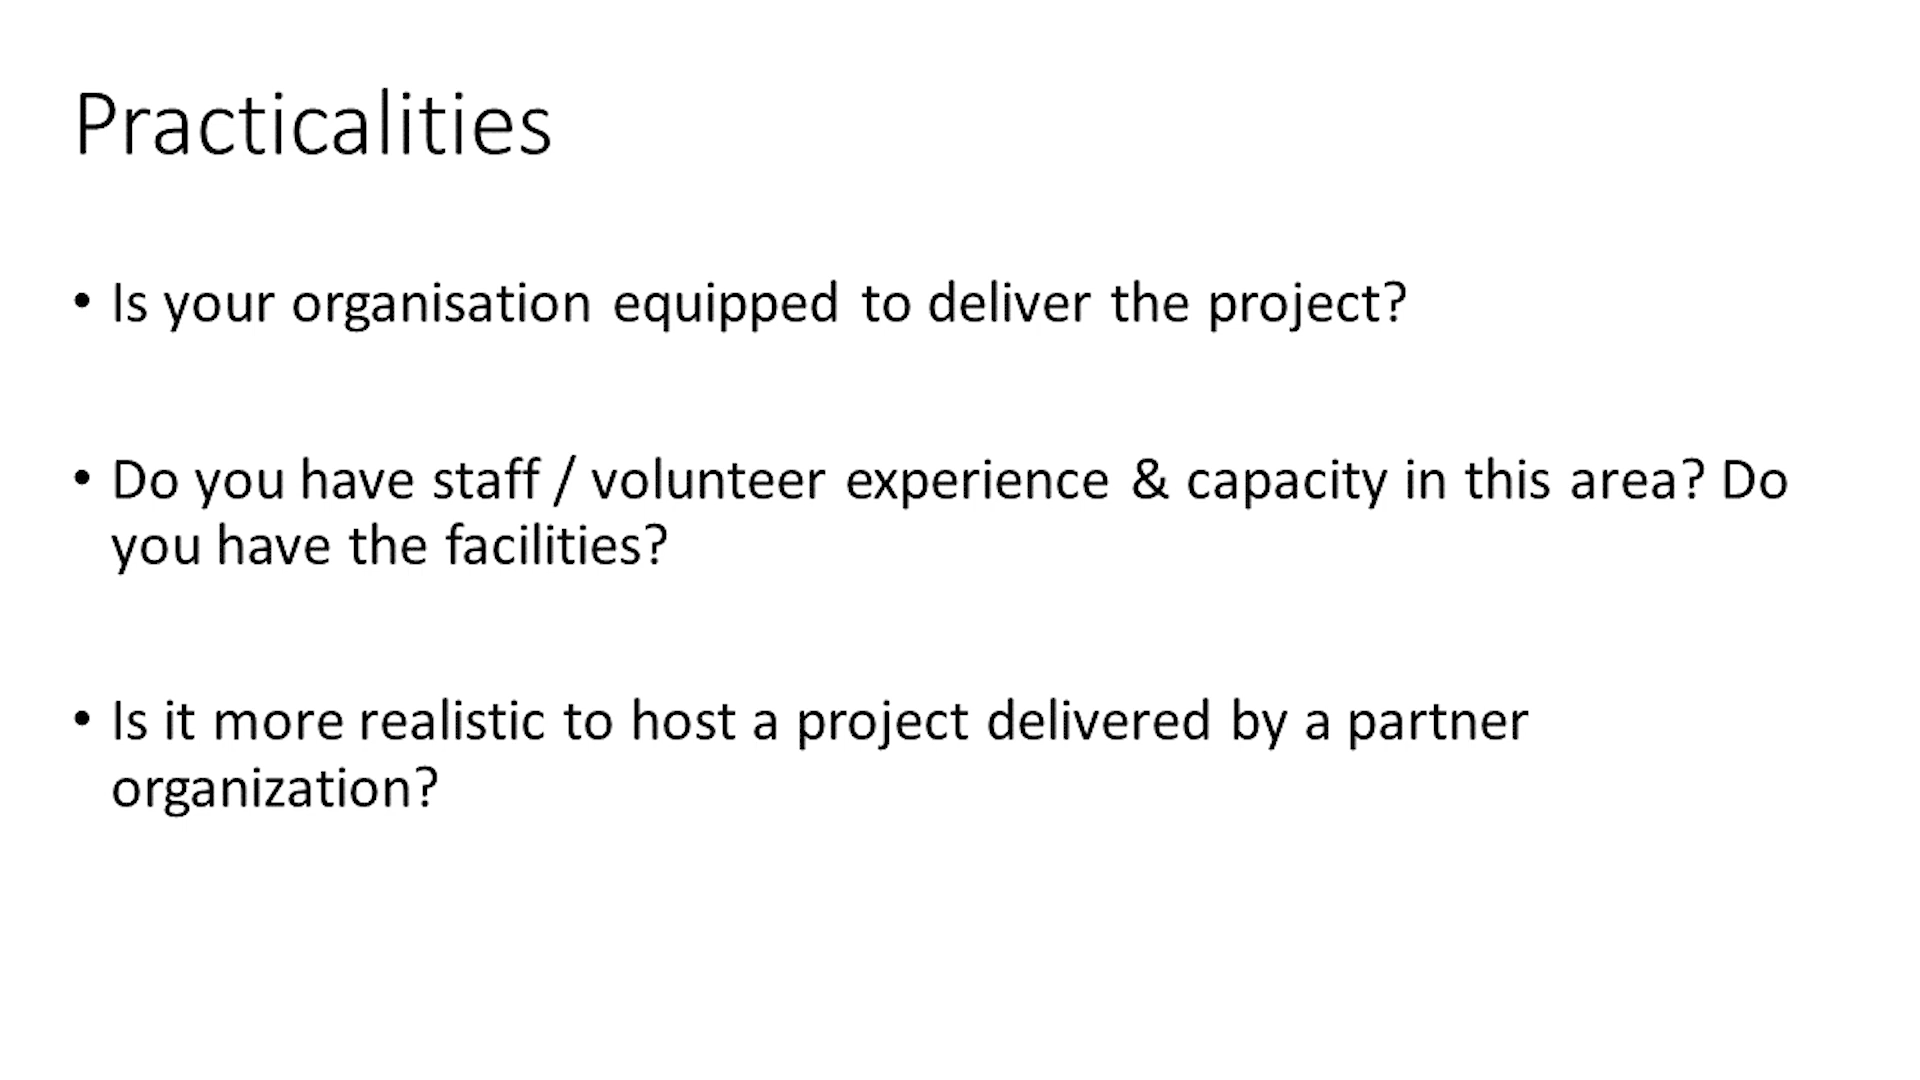 Practicalities
• Is your organisation equipped to deliver the project?
• Do you have staff / volunteer experience & capacity in this area? Do
you have the facilities?
• Is it more realistic to host a project delivered by a partner
organization?